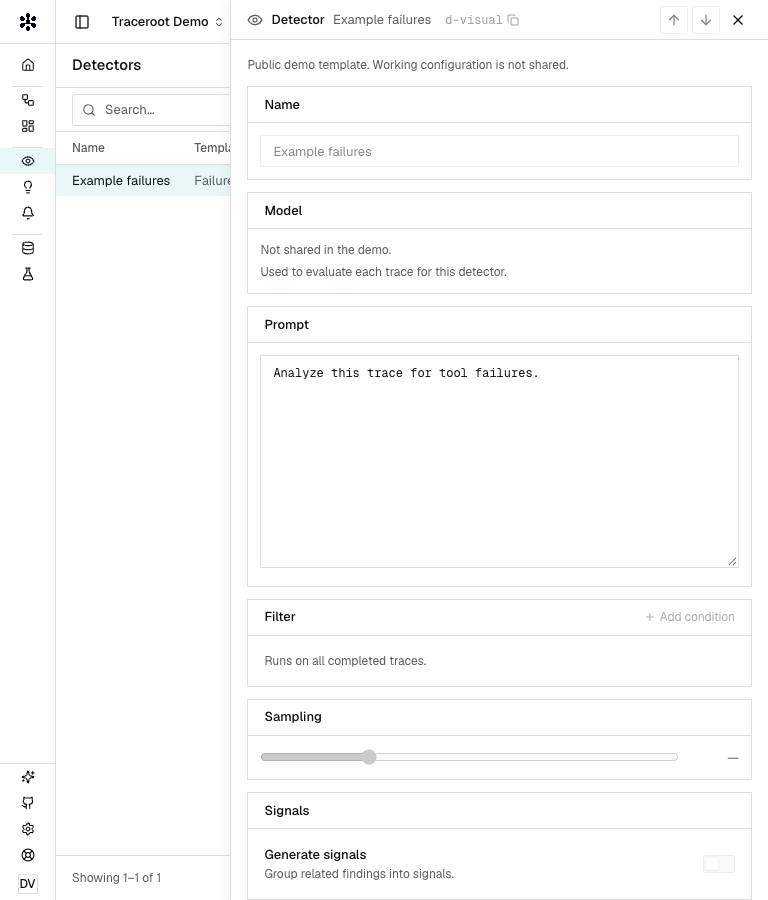 Traceroot Demo
Detector Example failures d-visual
Detectors
Search...
Name
Example failures
Showing 1–1 of 1
DV
Public demo template. Working configuration is not shared.
Name
Example failures
Model
Not shared in the demo.
Used to evaluate each trace for this detector.
Prompt
Analyze this trace for tool failures.
Filter
+ Add condition
Runs on all completed traces.
Sampling
—
Signals
Generate signals
Group related findings into signals.